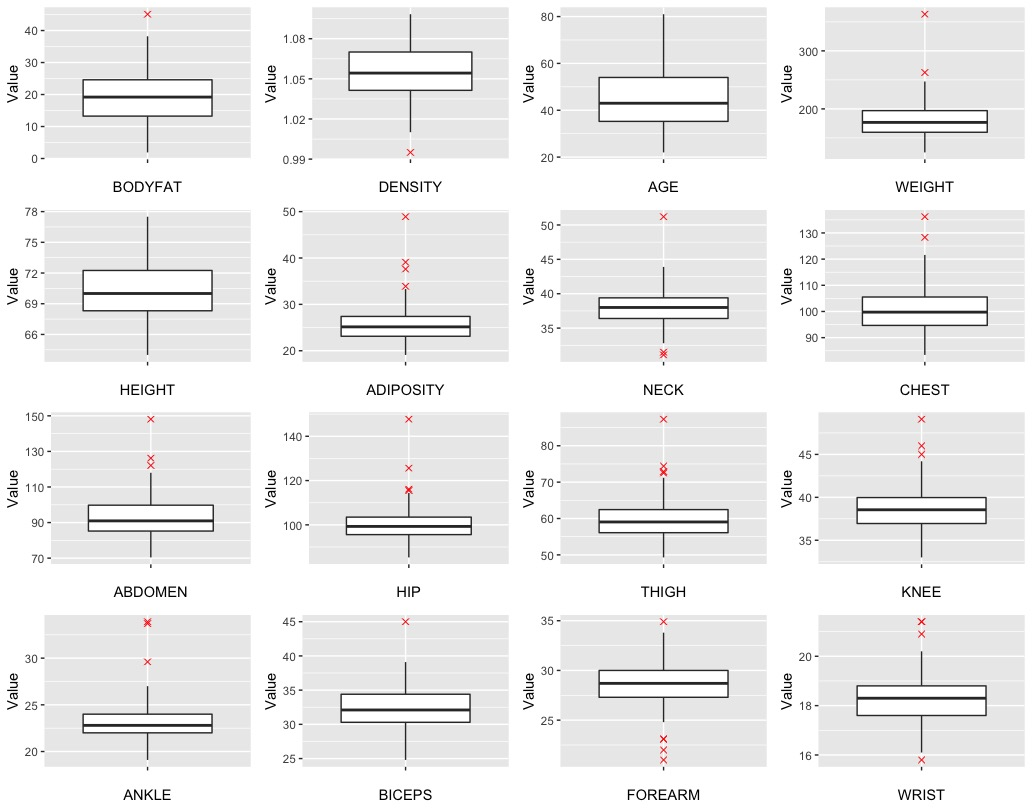 Value
40
30
20
10
0
BODYFAT
Value
1.08
1.05
1.02
0.99
DENSITY
Value
80
60
40
20
AGE
Value
300
200
WEIGHT
Value
78
75
72
69
66
HEIGHT
Value
50
40
30
20
ADIPOSITY
Value
50
45
40
35
NECK
Value
130
120
110
100
90
CHEST
Value
150
130
110
90
70
ABDOMEN
Value
140
120
100
HIP
Value
80
70
60
50
THIGH
Value
45
40
35
KNEE
Value
30
25
20
ANKLE
Value
45
40
35
30
25
BICEPS
Value
35
30
25
FOREARM
Value
20
18
16
WRIST